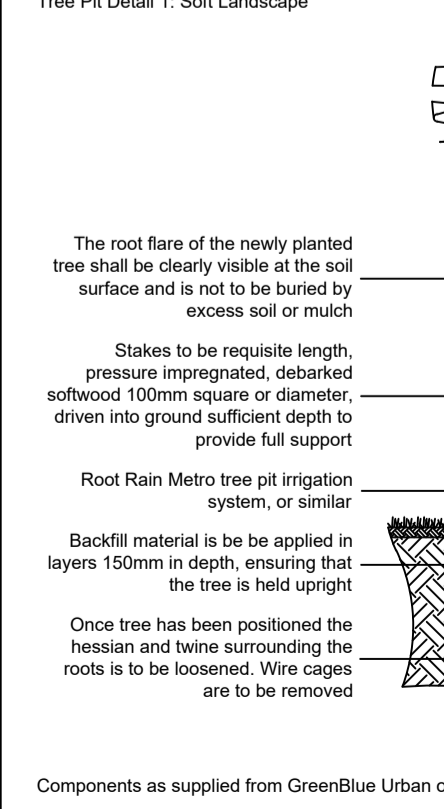 Tree Pit Detail 1: Soft Landscape
The root flare of the newly planted
tree shall be clearly visible at the soil
surface and is not to be buried by
excess soil or mulch
Stakes to be requisite length,
pressure impregnated, debarked
softwood 100mm square or diameter,
driven into ground sufficient depth to
provide full support
Root Rain Metro tree pit irrigation
system, or similar
Backfill material is be be applied in
layers 150mm in depth, ensuring that
the tree is held upright
Once tree has been positioned the
hessian and twine surrounding the
roots is to be loosened. Wire cages
are to be removed
Components as supplied from GreenBlue Urban